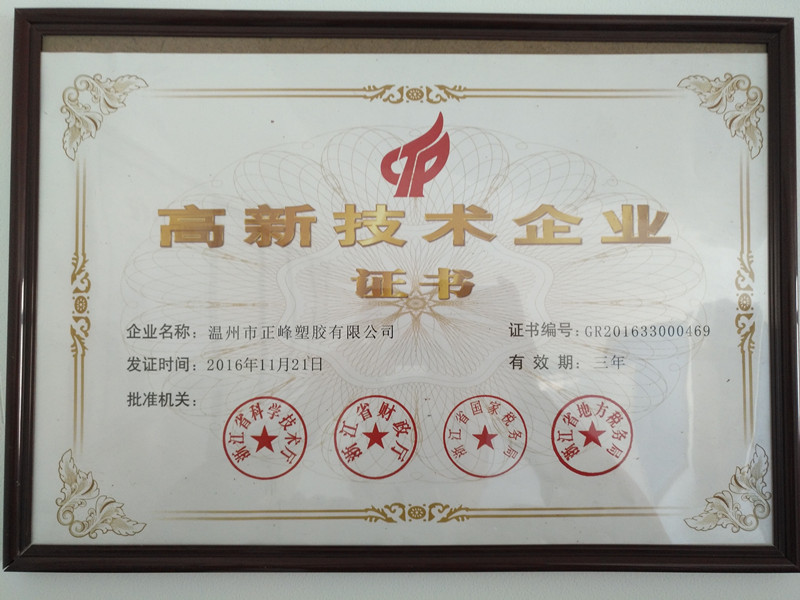 高新技术企业
证书
企业名称：温州市正峰塑胶有限公司
证书编号：GR201633000469
发证时间：2016年11月21日
有效期：三年
批准机关：
浙江省科学技术厅
浙江省财政厅
浙江省国家税务局
浙江省地方税务局